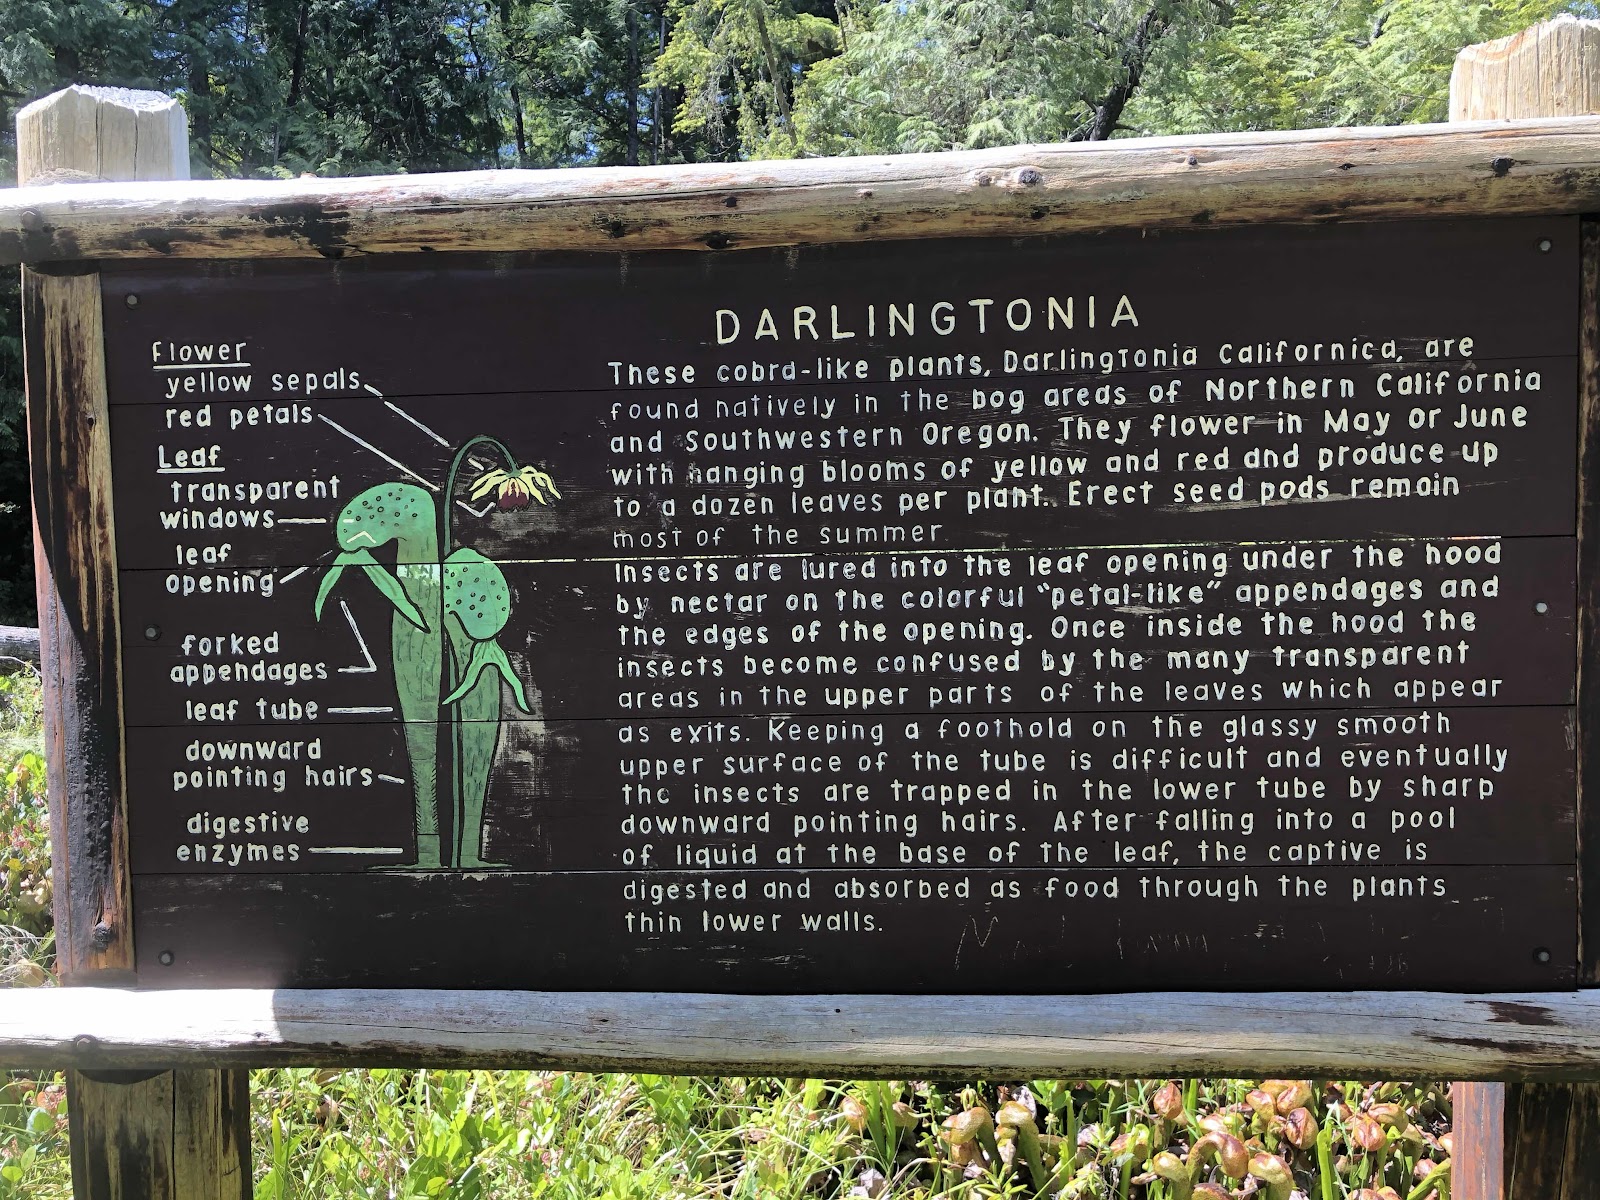 DARLINGTONIA
Flower
yellow sepals
red petals
Leaf
transparent
windows
leaf
opening
forked
appendages
leaf tube
downward
pointing hairs
digestive
enzymes
These cobra-like plants, Darlingtonia Californica, are
found natively in the bog areas of Northern California
and Southwestern Oregon. They flower in May or June
with hanging blooms of yellow and red and produce up
to a dozen leaves per plant. Erect seed pods remain
most of the summer
Insects are lured into the leaf opening under the hood
by nectar on the colorful "petal-like" appendages and
the edges of the opening. Once inside the hood the
insects become confused by the many transparent
areas in the upper parts of the leaves which appear
as exits. Keeping a foothold on the glassy smooth
upper surface of the tube is difficult and eventually
the insects are trapped in the lower tube by sharp
downward pointing hairs. After falling into a pool
of liquid at the base of the leaf, the captive is
digested and absorbed as food through the plants
thin lower walls.